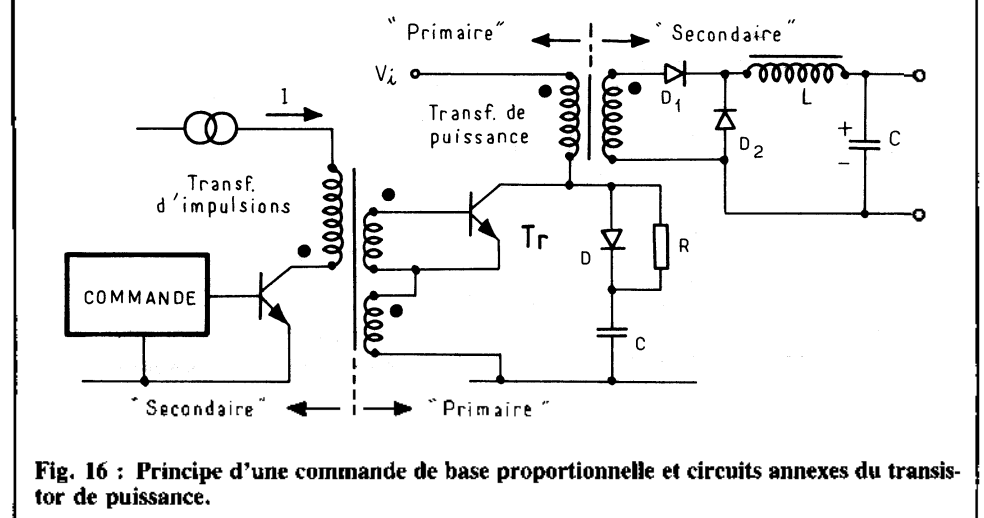 "Primaire" "Secondaire"
Vi
I
Transf. de
puissance
D1
L
D2
+
-
C
Transf.
d'impulsions
Tr
D
R
COMMANDE
C
"Secondaire" "Primaire"
Fig. 16 : Principe d'une commande de base proportionnelle et circuits annexes du transis-
tor de puissance.